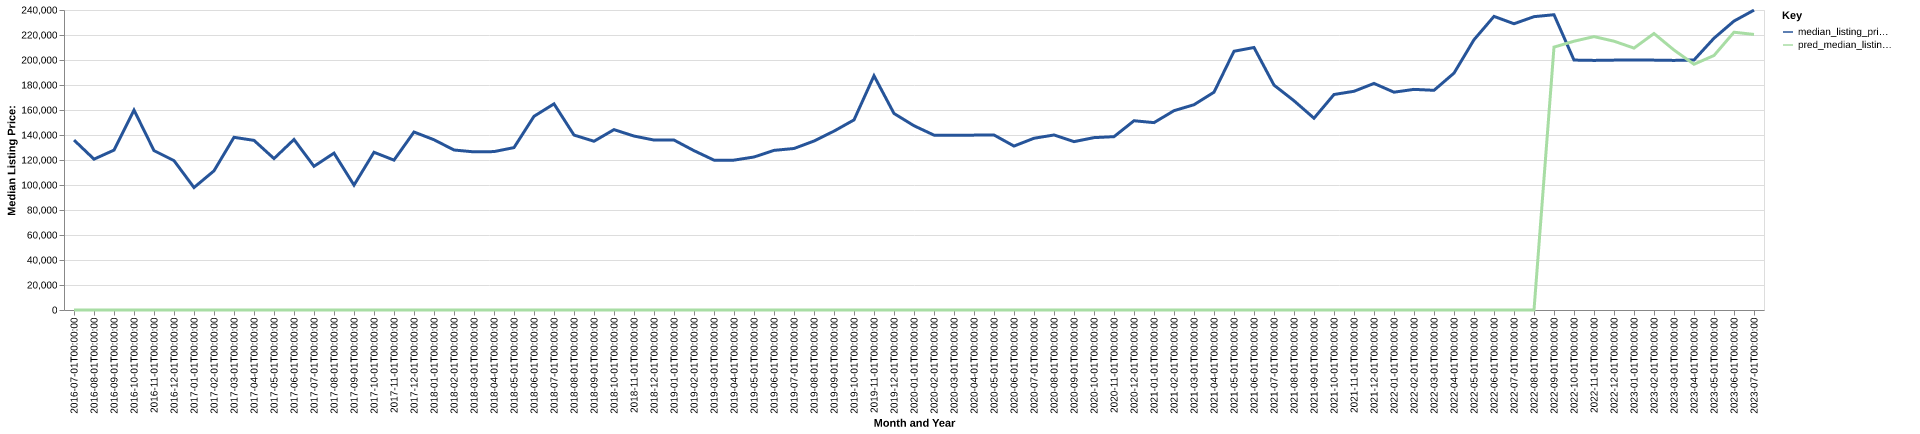 240,000
220,000
200,000
180,000
160,000
140,000
120,000
100,000
80,000
60,000
40,000
20,000
0
Median Listing Price:
2016-07-01T00:00:00
2016-08-01T00:00:00
2016-09-01T00:00:00
2016-10-01T00:00:00
2016-11-01T00:00:00
2016-12-01T00:00:00
2017-01-01T00:00:00
2017-02-01T00:00:00
2017-03-01T00:00:00
2017-04-01T00:00:00
2017-05-01T00:00:00
2017-06-01T00:00:00
2017-07-01T00:00:00
2017-08-01T00:00:00
2017-09-01T00:00:00
2017-10-01T00:00:00
2017-11-01T00:00:00
2017-12-01T00:00:00
2018-01-01T00:00:00
2018-02-01T00:00:00
2018-03-01T00:00:00
2018-04-01T00:00:00
2018-05-01T00:00:00
2018-06-01T00:00:00
2018-07-01T00:00:00
2018-08-01T00:00:00
2018-09-01T00:00:00
2018-10-01T00:00:00
2018-11-01T00:00:00
2018-12-01T00:00:00
2019-01-01T00:00:00
2019-02-01T00:00:00
2019-03-01T00:00:00
2019-04-01T00:00:00
2019-05-01T00:00:00
2019-06-01T00:00:00
2019-07-01T00:00:00
2019-08-01T00:00:00
2019-09-01T00:00:00
2019-10-01T00:00:00
2019-11-01T00:00:00
2019-12-01T00:00:00
2020-01-01T00:00:00
2020-02-01T00:00:00
2020-03-01T00:00:00
2020-04-01T00:00:00
2020-05-01T00:00:00
2020-06-01T00:00:00
2020-07-01T00:00:00
2020-08-01T00:00:00
2020-09-01T00:00:00
2020-10-01T00:00:00
2020-11-01T00:00:00
2020-12-01T00:00:00
2021-01-01T00:00:00
2021-02-01T00:00:00
2021-03-01T00:00:00
2021-04-01T00:00:00
2021-05-01T00:00:00
2021-06-01T00:00:00
2021-07-01T00:00:00
2021-08-01T00:00:00
2021-09-01T00:00:00
2021-10-01T00:00:00
2021-11-01T00:00:00
2021-12-01T00:00:00
2022-01-01T00:00:00
2022-02-01T00:00:00
2022-03-01T00:00:00
2022-04-01T00:00:00
2022-05-01T00:00:00
2022-06-01T00:00:00
2022-07-01T00:00:00
2022-08-01T00:00:00
2022-09-01T00:00:00
2022-10-01T00:00:00
2022-11-01T00:00:00
2022-12-01T00:00:00
2023-01-01T00:00:00
2023-02-01T00:00:00
2023-03-01T00:00:00
2023-04-01T00:00:00
2023-05-01T00:00:00
2023-06-01T00:00:00
2023-07-01T00:00:00
Month and Year
Key
median_listing_pri…
pred_median_listin…